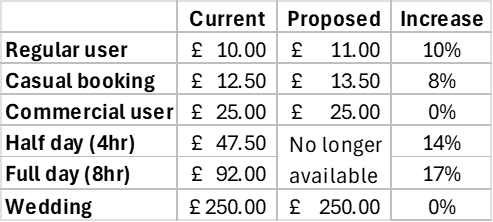 Current Proposed Increase
Regular user £ 10.00 £ 11.00 10%
Casual booking £ 12.50 £ 13.50 8%
Commercial user £ 25.00 £ 25.00 0%
Half day (4hr) £ 47.50 No longer 14%
Full day (8hr) £ 92.00 available 17%
Wedding £ 250.00 £ 250.00 0%